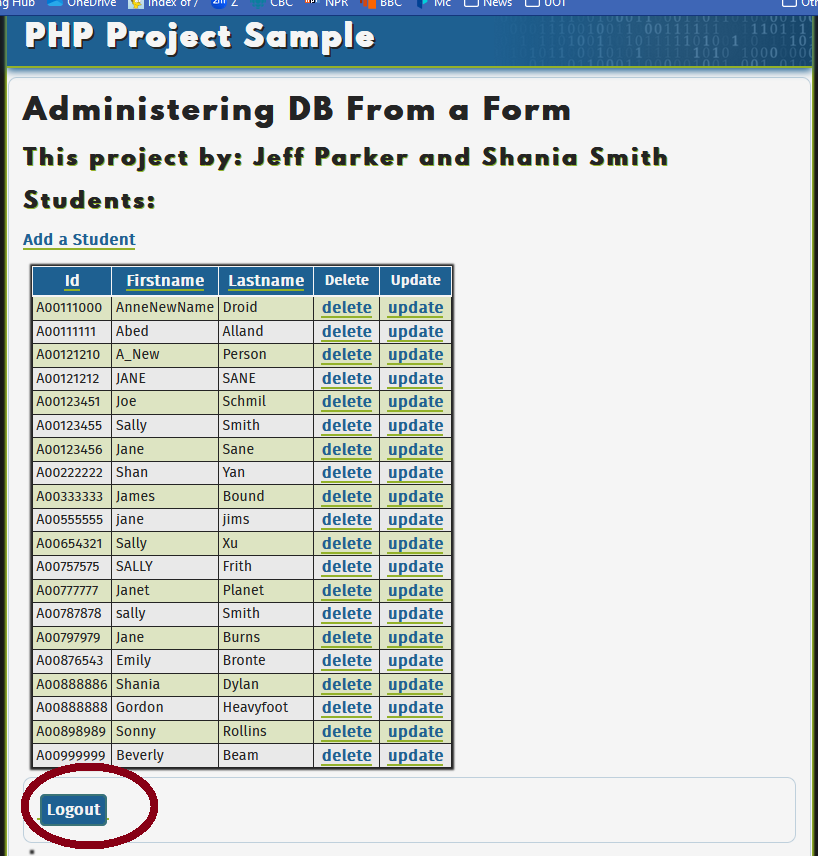 ng Hub OneDrive Index of / Z CBC NPR BBC Mc News
PHP Project Sample
Administering DB From a Form
This project by: Jeff Parker and Shania Smith
Students:
Add a Student
Id Firstname Lastname Delete Update
A00111000 AnneNewName Droid delete update
A00111111 Abed Alland delete update
A00121210 A_New Person delete update
A00121212 JANE SANE delete update
A00123451 Joe Schmil delete update
A00123455 Sally Smith delete update
A00123456 Jane Sane delete update
A00222222 Shan Yan delete update
A00333333 James Bound delete update
A00555555 jane jims delete update
A00654321 Sally Xu delete update
A00757575 SALLY Frith delete update
A00777777 Janet Planet delete update
A00787878 sally Smith delete update
A00797979 Jane Burns delete update
A00876543 Emily Bronte delete update
A00888886 Shania Dylan delete update
A00888888 Gordon Heavyfoot delete update
A00898989 Sonny Rollins delete update
A00999999 Beverly Beam delete update
Logout